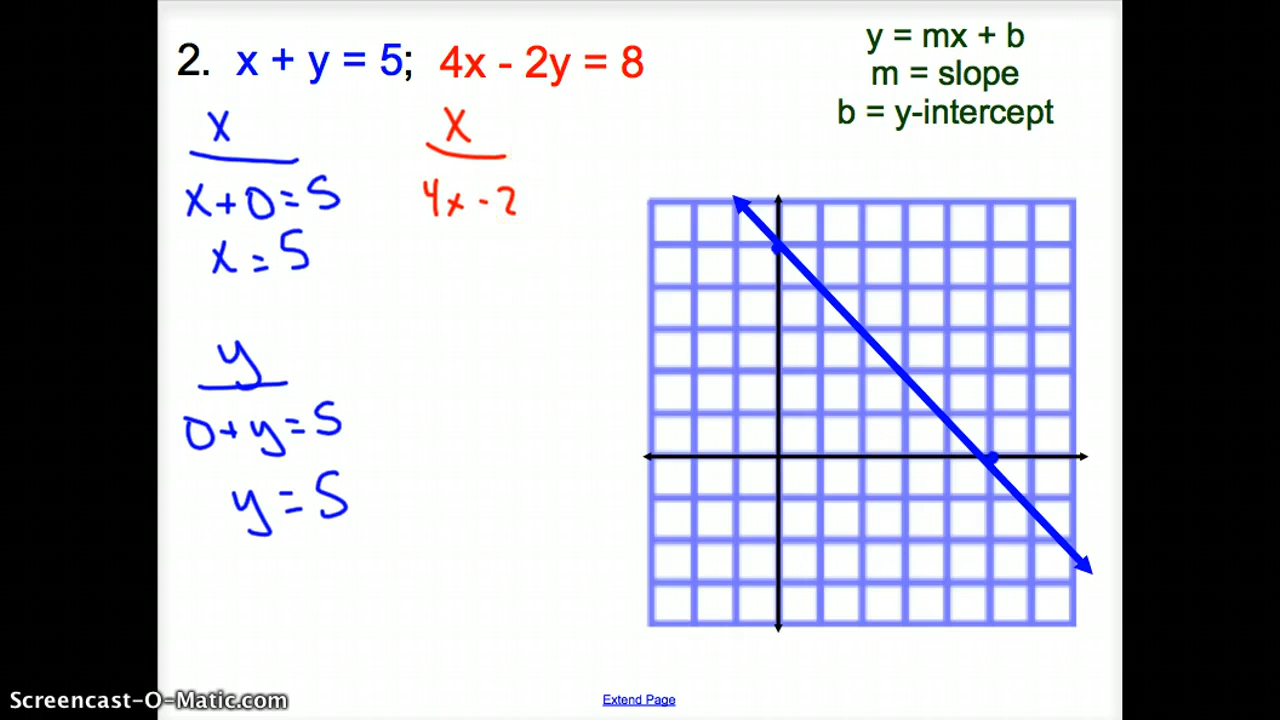 2. x + y = 5; 4x - 2y = 8
y = mx + b
m = slope
b = y-intercept
x
x+0=5
x=5
y
0+y=5
y=5
x
4x-2
Extend Page
Screencast-O-Matic.com